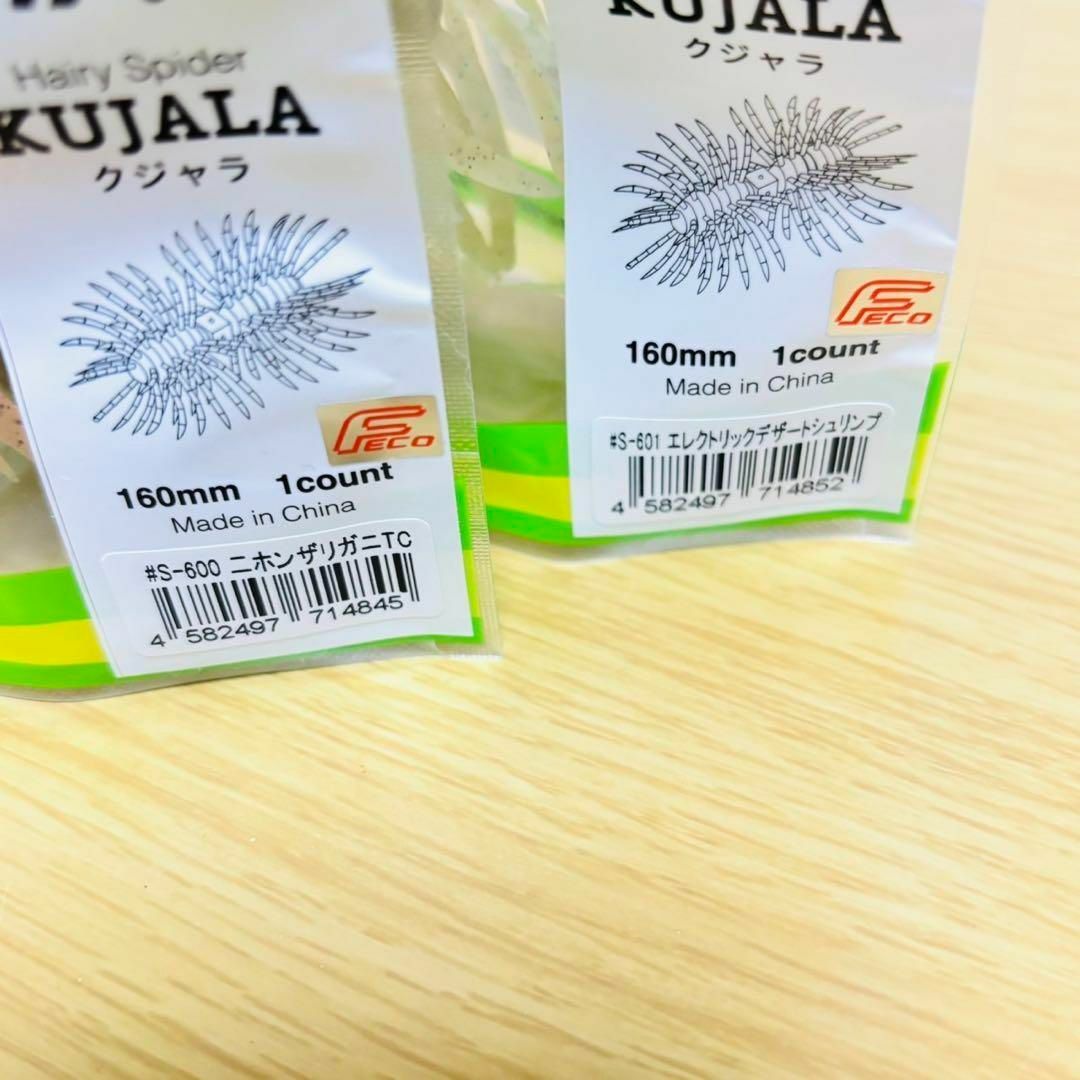 Hairy Spider
KUJALA
クジャラ
FECO
160mm 1count
Made in China
#S-600 ニホンザリガニTC
4 582497 714845
KUJALA
クジャラ
FECO
160mm 1count
Made in China
#S-601 エレクトリックデザートシュリンプ
4 582497 714852